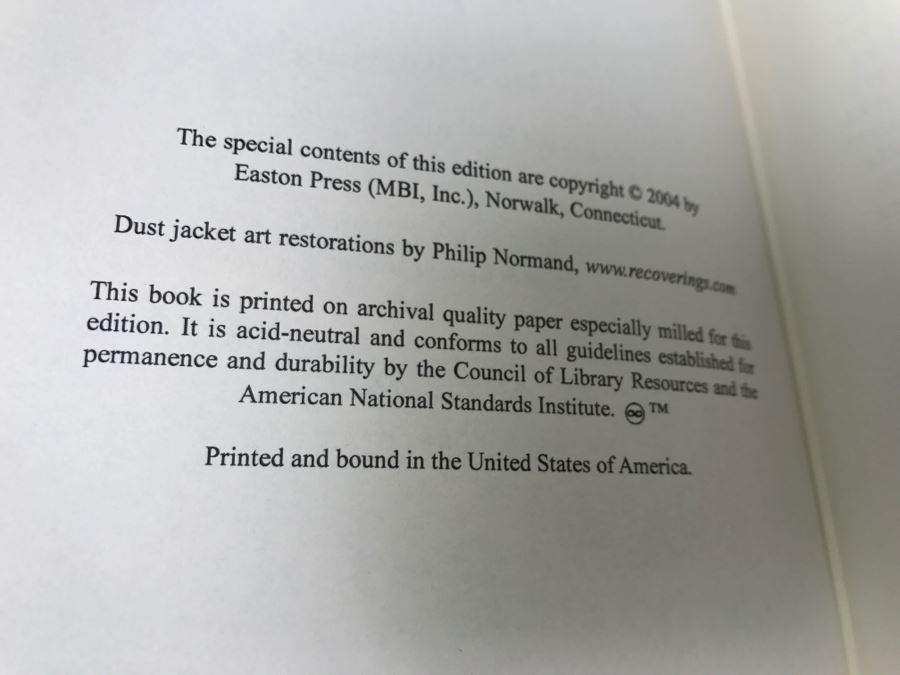 The special contents of this edition are copyright © 2004 by
Easton Press (MBI, Inc.), Norwalk, Connecticut.
Dust jacket art restorations by Philip Normand, www.recoverings.com
This book is printed on archival quality paper especially milled for this
edition. It is acid-neutral and conforms to all guidelines established for
permanence and durability by the Council of Library Resources and the
American National Standards Institute. ♾ ™
Printed and bound in the United States of America.